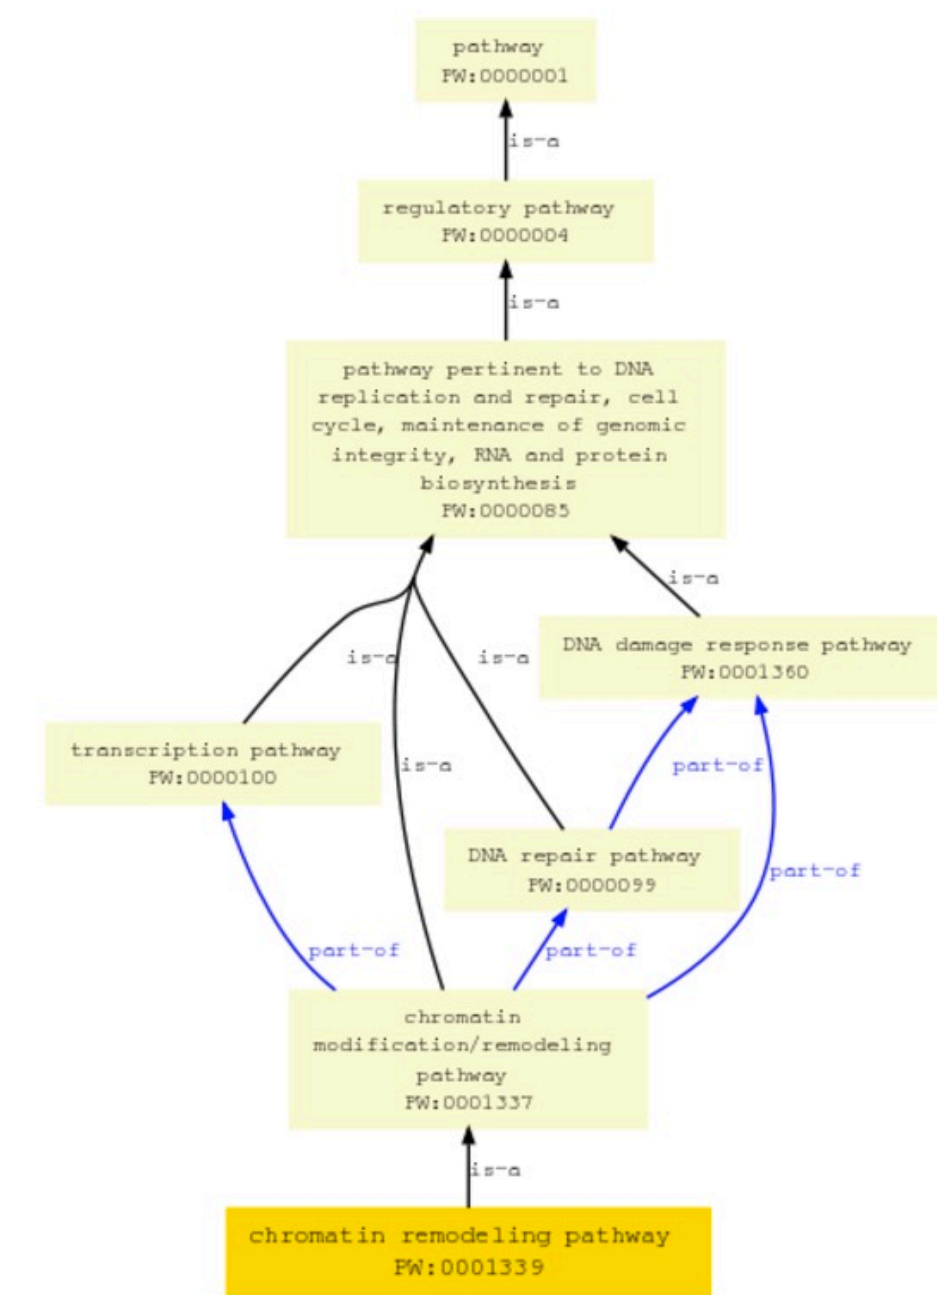 pathway
PW:0000001
is-a
regulatory pathway
PW:0000004
is-a
pathway pertinent to DNA
replication and repair, cell
cycle, maintenance of genomic
integrity, RNA and protein
biosynthesis
PW:0000085
is-a
DNA damage response pathway
PW:0001360
is-a
is-a
transcription pathway
PW:0000100
is-a
part-of
DNA repair pathway
PW:0000099
part-of
part-of
part-of
chromatin
modification/remodeling
pathway
PW:0001337
is-a
chromatin remodeling pathway
PW:0001339